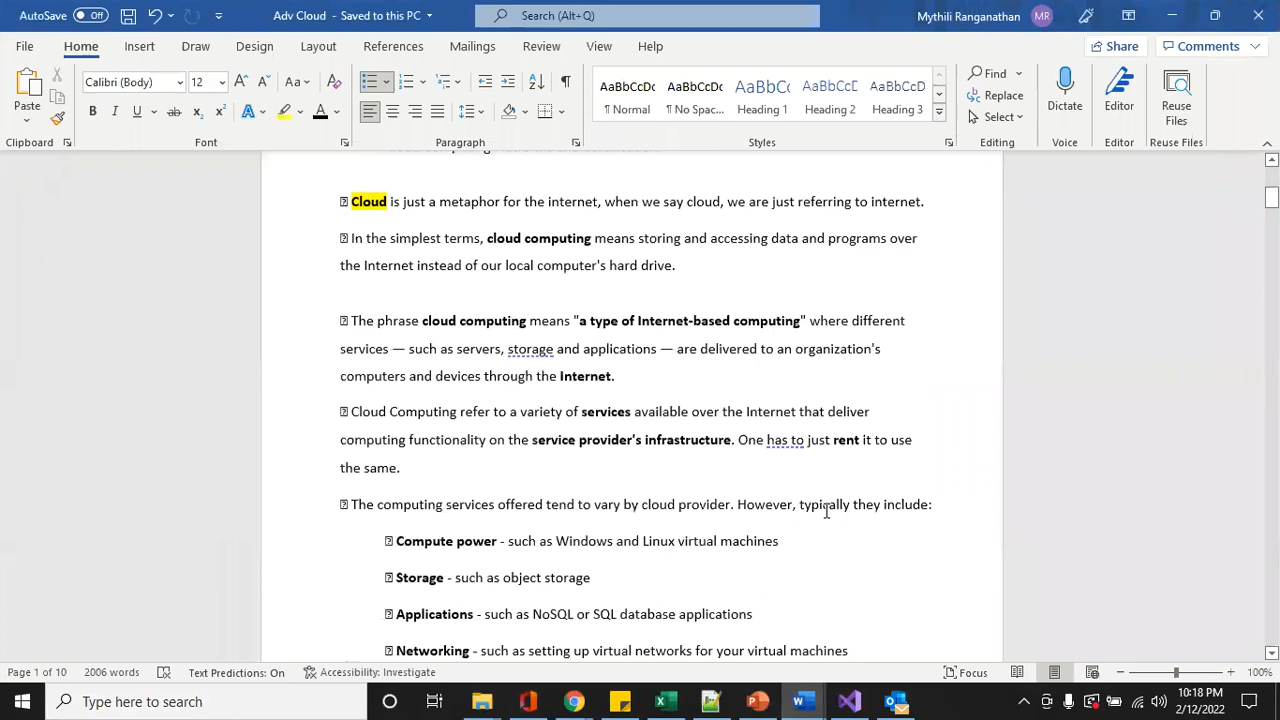 AutoSave Off Adv Cloud - Saved to this PC Search (Alt+Q) Mythili Ranganathan MR
File Home Insert Draw Design Layout References Mailings Review View Help Share Comments
Paste Calibri (Body) 12 Aa AaBbCcDc AaBbCcDc AaBbCc AaBbCcD AaBbCcD Find Replace Select Dictate Editor Reuse Files
¶ Normal ¶ No Spac... Heading 1 Heading 2 Heading 3
Clipboard Font Paragraph Styles Editing Voice Editor Reuse Files
Cloud is just a metaphor for the internet, when we say cloud, we are just referring to internet.
In the simplest terms, cloud computing means storing and accessing data and programs over
the Internet instead of our local computer's hard drive.
The phrase cloud computing means "a type of Internet-based computing" where different
services — such as servers, storage and applications — are delivered to an organization's
computers and devices through the Internet.
Cloud Computing refer to a variety of services available over the Internet that deliver
computing functionality on the service provider's infrastructure. One has to just rent it to use
the same.
The computing services offered tend to vary by cloud provider. However, typically they include:
Compute power - such as Windows and Linux virtual machines
Storage - such as object storage
Applications - such as NoSQL or SQL database applications
Networking - such as setting up virtual networks for your virtual machines
Page 1 of 10 2006 words Text Predictions: On Accessibility: Investigate Focus 100%
Type here to search 10:18 PM
2/12/2022